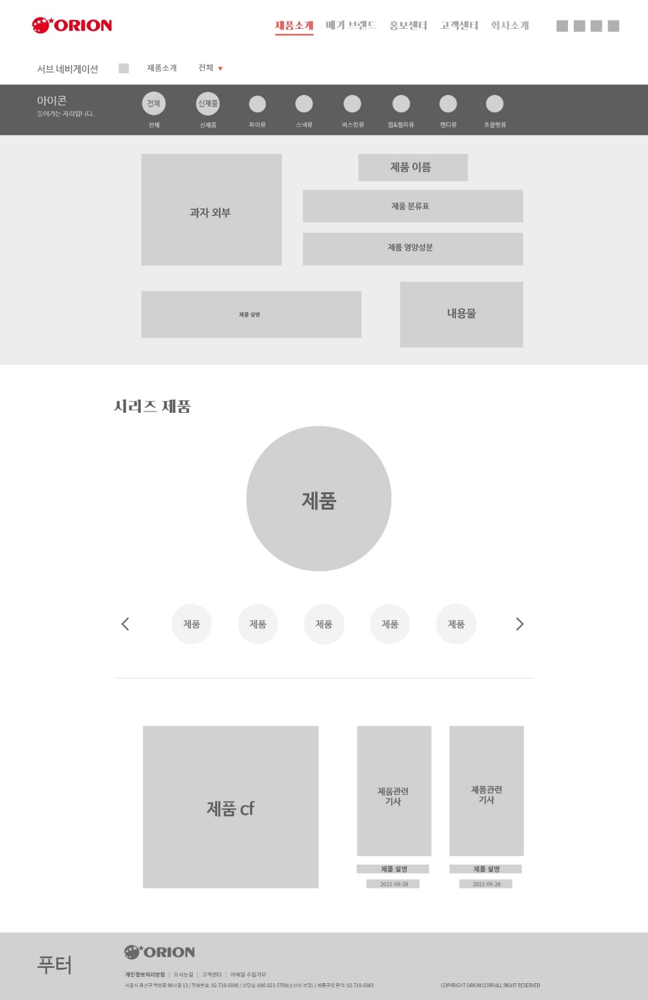 ORION
제품소개 메가 브랜드 홍보센터 고객센터 회사소개
서브 네비게이션 제품소개 전체
아이콘
들어가는 자리입니다.
전체 신제품
전체 신제품 파이류 스낵류 비스킷류 껌&젤리류 캔디류 초콜렛류
과자 외부
제품 이름
제품 분류표
제품 영양성분
제품 설명
내용물
시리즈 제품
제품
제품 제품 제품 제품 제품
제품 cf
제품관련
기사
제품관련
기사
제품 설명 제품 설명
2021-09-28 2021-09-28
푸터
ORION
개인정보처리방침 | 오시는길 | 고객센터 | 이메일 수집거부
서울시 용산구 백범로 90다길 13 / 전화번호: 02-710-6000 / 상담실: 080-023-5700(수신자 부담) / 제품구입 문의: 02-710-6083
COPYRIGHT ORION CORP.ALL RIGHT RESERVED